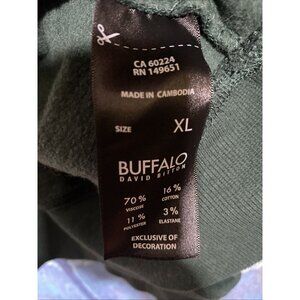 CA 60224
RN 149651
MADE IN CAMBODIA
SIZE XL
BUFFALO
DAVID BITTON
70% 16%
VISCOSE COTTON
11% 3%
POLYESTER ELASTANE
EXCLUSIVE OF
DECORATION